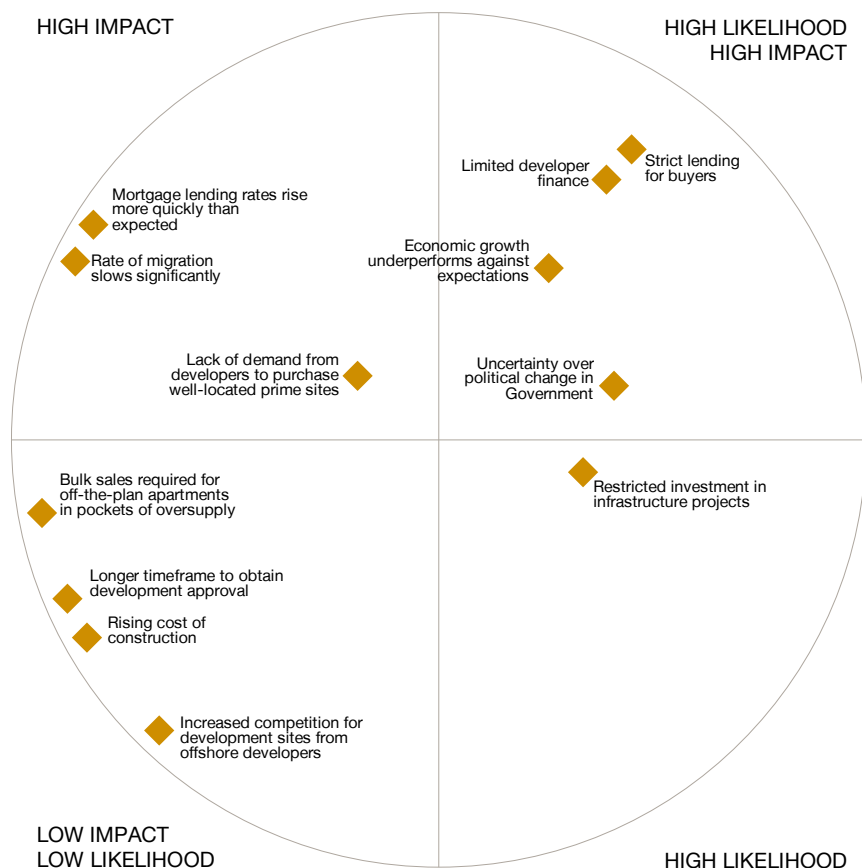 HIGH IMPACT
HIGH LIKELIHOOD
HIGH IMPACT
Limited developer
finance
Strict lending
for buyers
Mortgage lending rates rise
more quickly than
expected
Rate of migration
slows significantly
Economic growth
underperforms against
expectations
Lack of demand from
developers to purchase
well-located prime sites
Uncertainty over
political change in
Government
Bulk sales required for
off-the-plan apartments
in pockets of oversupply
Restricted investment in
infrastructure projects
Longer timeframe to obtain
development approval
Rising cost of
construction
Increased competition for
development sites from
offshore developers
LOW IMPACT
LOW LIKELIHOOD
HIGH LIKELIHOOD